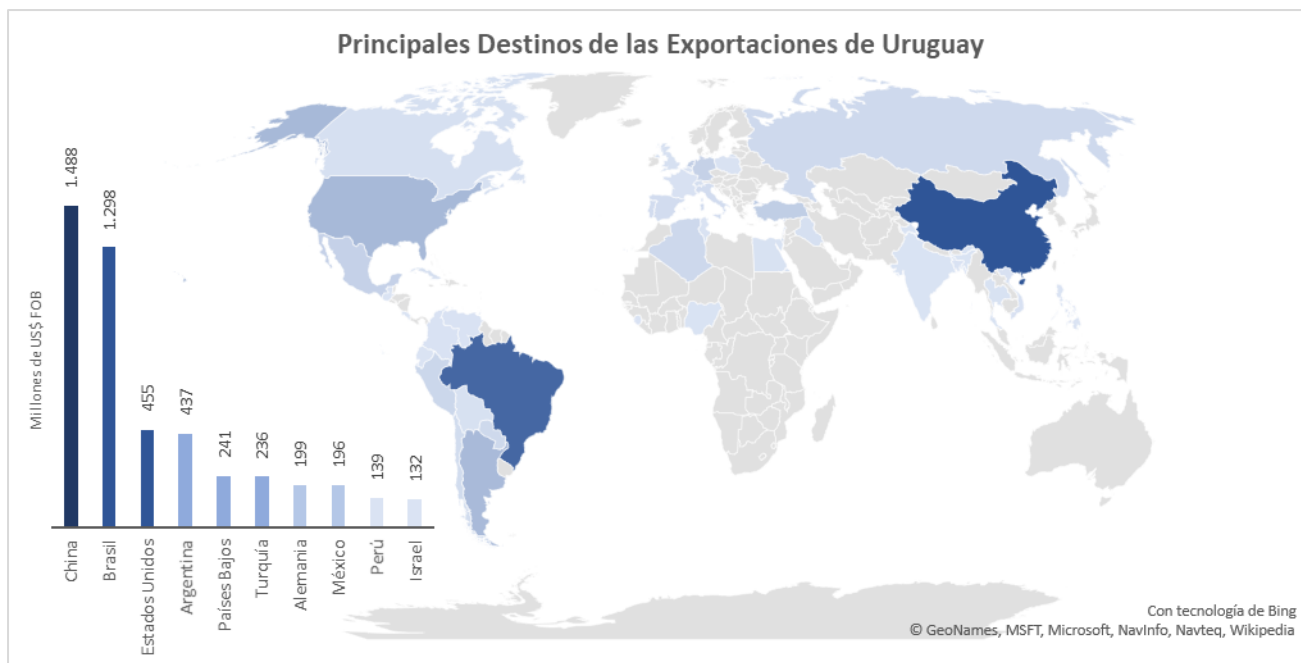 Principales Destinos de las Exportaciones de Uruguay
Millones de US$ FOB
1.488
1.298
455
437
241
236
199
196
139
132
China
Brasil
Estados Unidos
Argentina
Países Bajos
Turquía
Alemania
México
Perú
Israel
Con tecnología de Bing
© GeoNames, MSFT, Microsoft, NavInfo, Navteq, Wikipedia